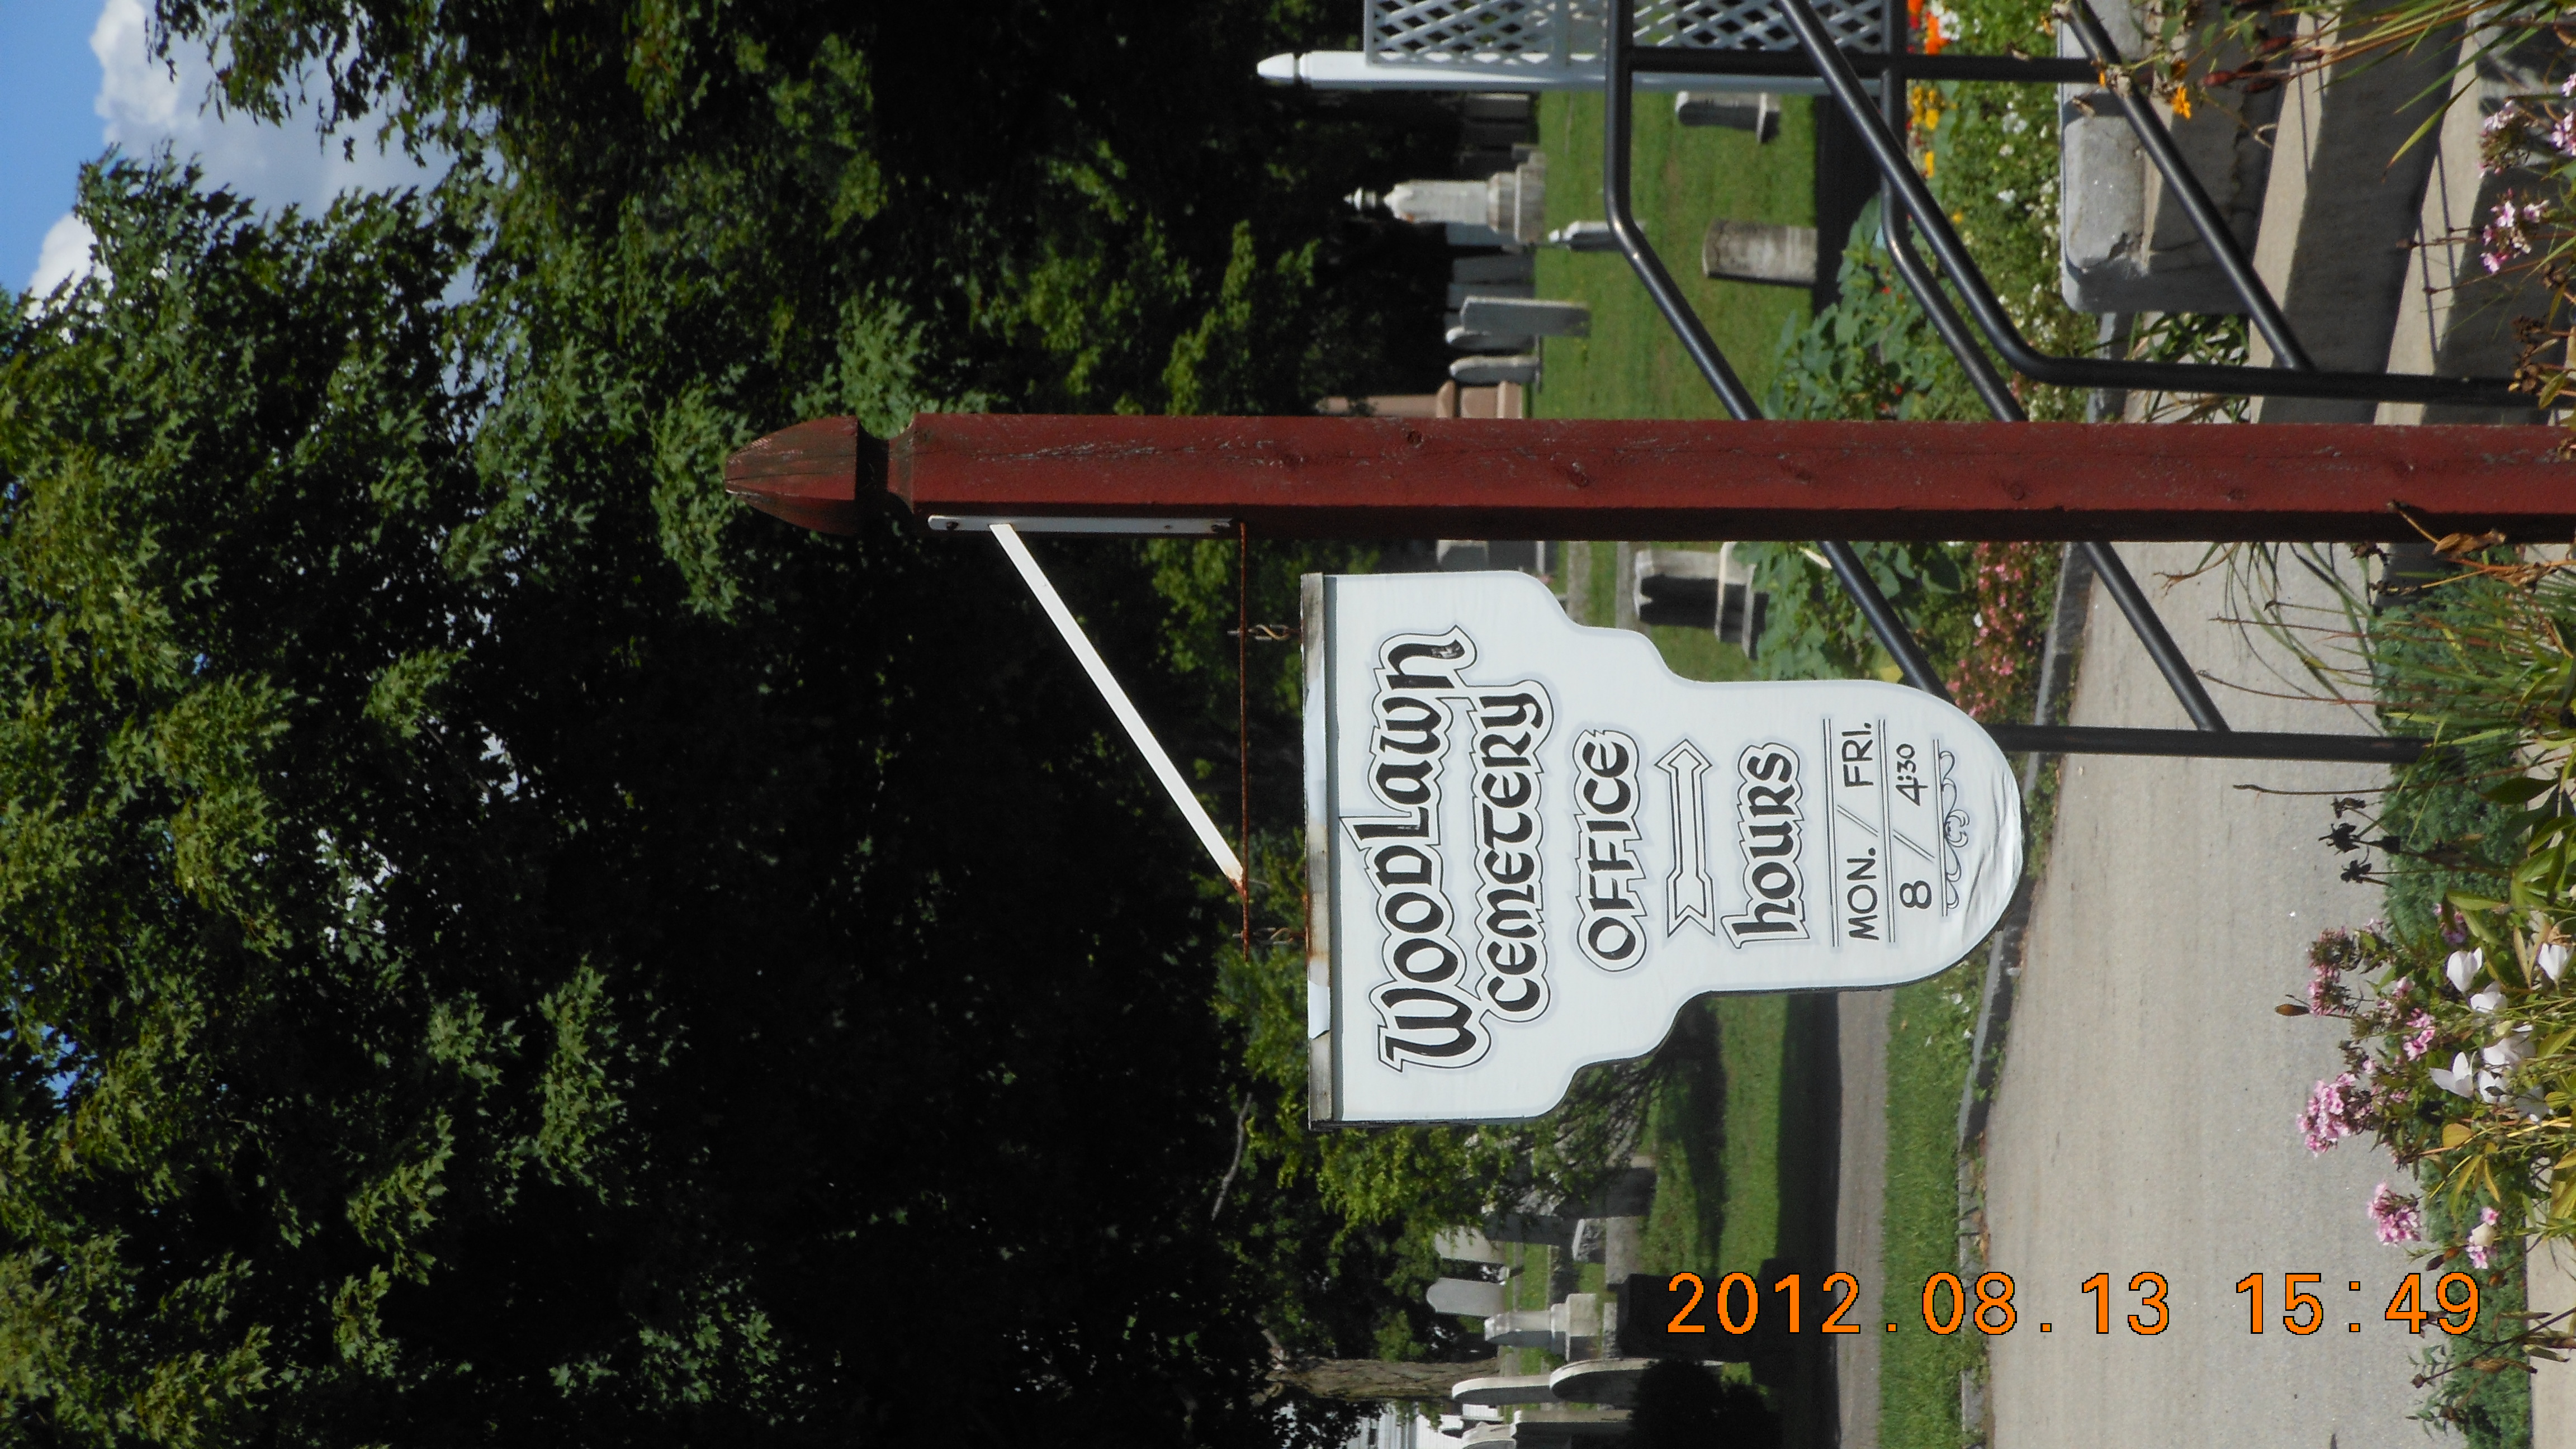 Woodlawn
Cemetery
Office
hours
MON. / FRI.
8 / 4:30
2012.08.13 15:49